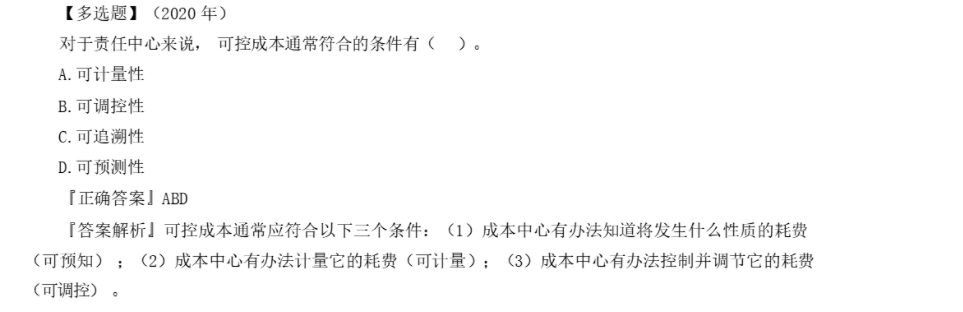 【多选题】（2020 年）
对于责任中心来说， 可控成本通常符合的条件有（ ）。
A.可计量性
B.可调控性
C.可追溯性
D.可预测性
『正确答案』ABD
『答案解析』可控成本通常应符合以下三个条件：（1）成本中心有办法知道将发生什么性质的耗费
（可预知）；（2）成本中心有办法计量它的耗费（可计量）；（3）成本中心有办法控制并调节它的耗费
（可调控）。